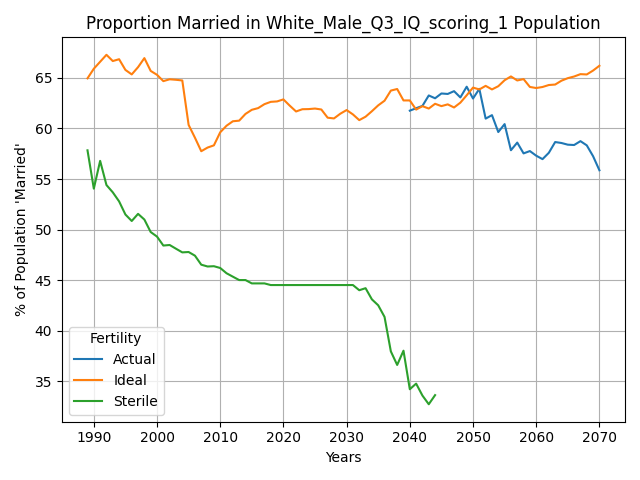 Proportion Married in White_Male_Q3_IQ_scoring_1 Population
% of Population 'Married'
65
60
55
50
45
40
35
Fertility
Actual
Ideal
Sterile
1990 2000 2010 2020 2030 2040 2050 2060 2070
Years